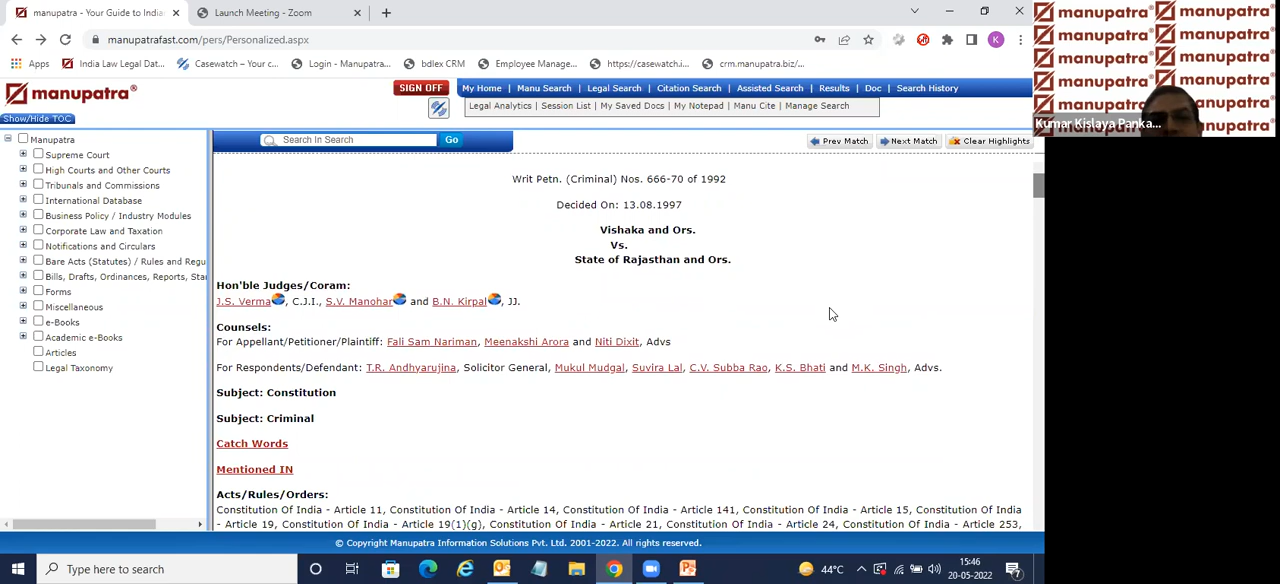 manupatra - Your Guide to India
Launch Meeting - Zoom
manupatrafast.com/pers/Personalized.aspx
K
Apps
India Law Legal Dat...
Casewatch – Your c...
Login - Manupatra...
bdlex CRM
Employee Manage...
https://casewatch.i...
crm.manupatra.biz/...
manupatra®
SIGN OFF
My Home | Manu Search | Legal Search | Citation Search | Assisted Search | Results | Doc | Search History
Legal Analytics | Session List | My Saved Docs | My Notepad | Manu Cite | Manage Search
Show/Hide TOC
Manupatra
Supreme Court
High Courts and Other Courts
Tribunals and Commissions
International Database
Business Policy / Industry Modules
Corporate Law and Taxation
Notifications and Circulars
Bare Acts (Statutes) / Rules and Regu
Bills, Drafts, Ordinances, Reports, Sta
Forms
Miscellaneous
e-Books
Academic e-Books
Articles
Legal Taxonomy
Search In Search
Go
Prev Match
Next Match
Clear Highlights
Writ Petn. (Criminal) Nos. 666-70 of 1992
Decided On: 13.08.1997
Vishaka and Ors.
Vs.
State of Rajasthan and Ors.
Hon'ble Judges/Coram:
J.S. Verma, C.J.I., S.V. Manohar and B.N. Kirpal, JJ.
Counsels:
For Appellant/Petitioner/Plaintiff: Fali Sam Nariman, Meenakshi Arora and Niti Dixit, Advs
For Respondents/Defendant: T.R. Andhyarujina, Solicitor General, Mukul Mudgal, Suvira Lal, C.V. Subba Rao, K.S. Bhati and M.K. Singh, Advs.
Subject: Constitution
Subject: Criminal
Catch Words
Mentioned IN
Acts/Rules/Orders:
Constitution Of India - Article 11, Constitution Of India - Article 14, Constitution Of India - Article 141, Constitution Of India - Article 15, Constitution Of India
- Article 19, Constitution Of India - Article 19(1)(g), Constitution Of India - Article 21, Constitution Of India - Article 24, Constitution Of India - Article 253,
© Copyright Manupatra Information Solutions Pvt. Ltd. 2001-2022. All rights reserved.
Type here to search
44°C
15:46
20-05-2022
7
manupatra® manupatra®
manupatra® manupatra®
manupatra® manupatra®
manupatra® manupatra®
Kumar Kislaya Panka...